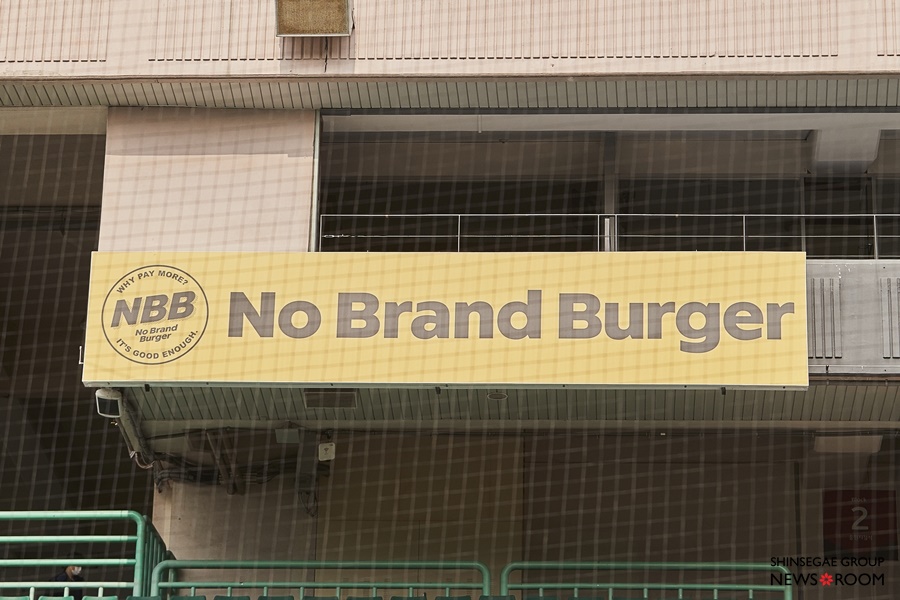 WHY PAY MORE?
NBB
No Brand
Burger
IT'S GOOD ENOUGH.
No Brand Burger
2
SHINSEGAE GROUP
NEWSROOM